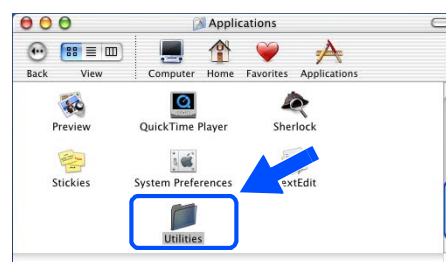 Applications
Back View Computer Home Favorites Applications
Preview QuickTime Player Sherlock
Stickies System Preferences extEdit
Utilities